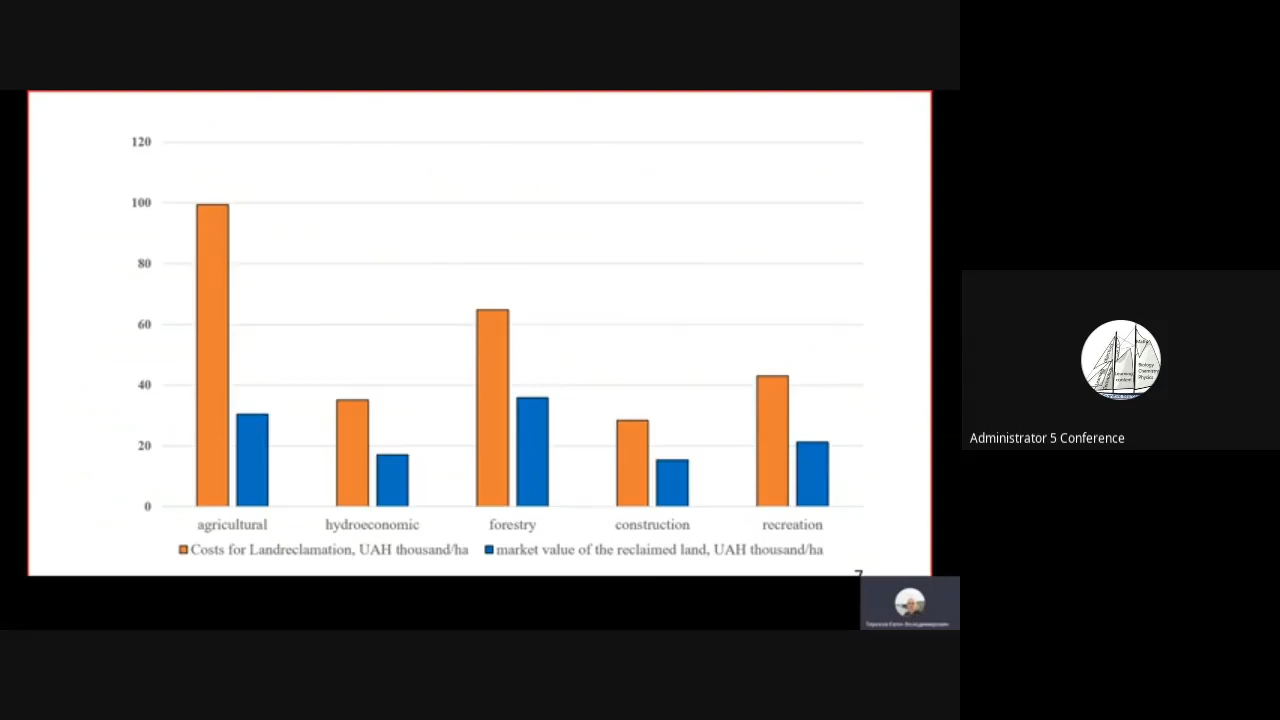 120
100
80
60
40
20
0
agricultural hydroeconomic forestry construction recreation
Costs for Landreclamation, UAH thousand/ha market value of the reclaimed land, UAH thousand/ha
7
Administrator 5 Conference